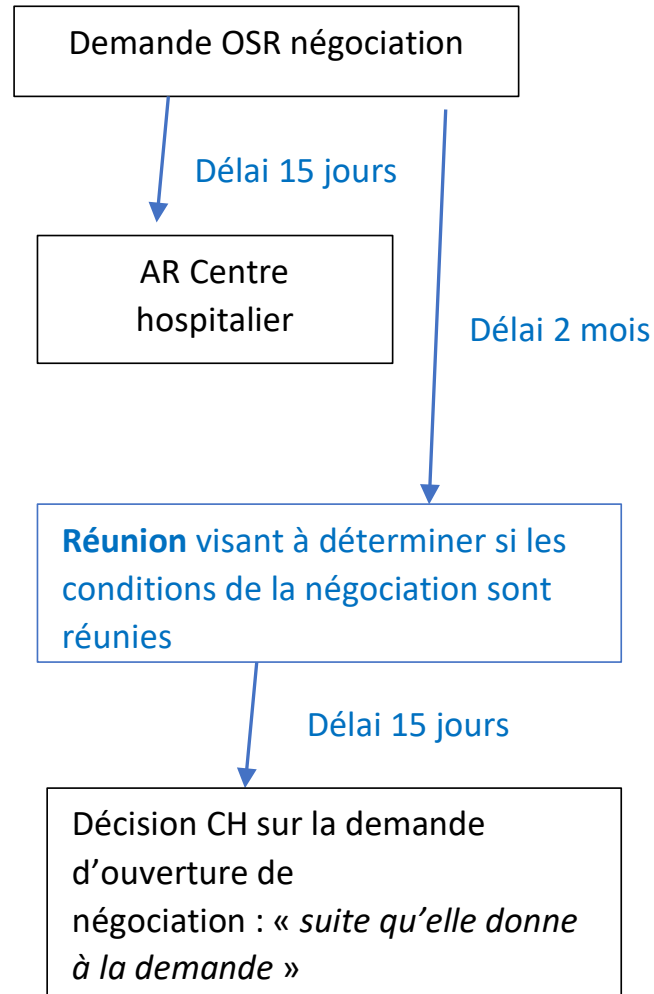 Demande OSR négociation
Délai 15 jours
AR Centre
hospitalier
Délai 2 mois
Réunion visant à déterminer si les
conditions de la négociation sont
réunies
Délai 15 jours
Décision CH sur la demande
d’ouverture de
négociation : « suite qu’elle donne
à la demande »